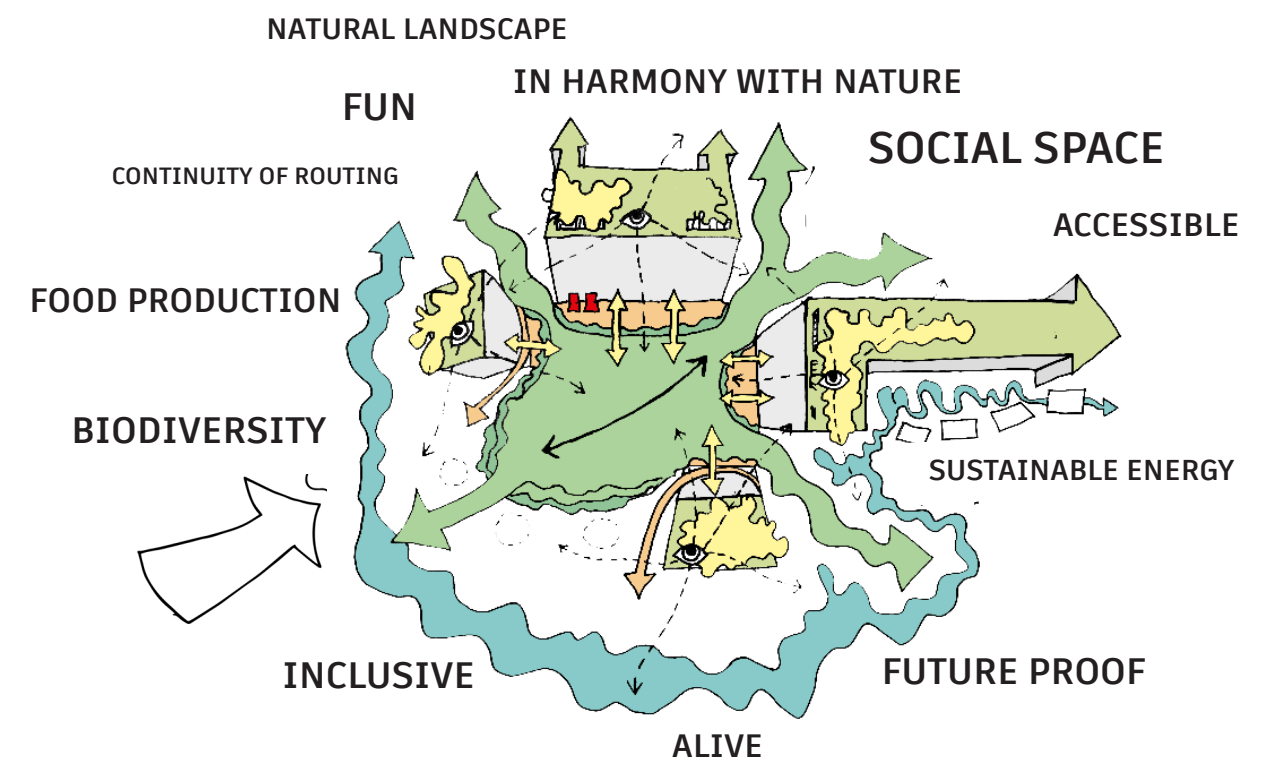 NATURAL LANDSCAPE
IN HARMONY WITH NATURE
FUN
SOCIAL SPACE
CONTINUITY OF ROUTING
ACCESSIBLE
FOOD PRODUCTION
BIODIVERSITY
SUSTAINABLE ENERGY
INCLUSIVE
FUTURE PROOF
ALIVE